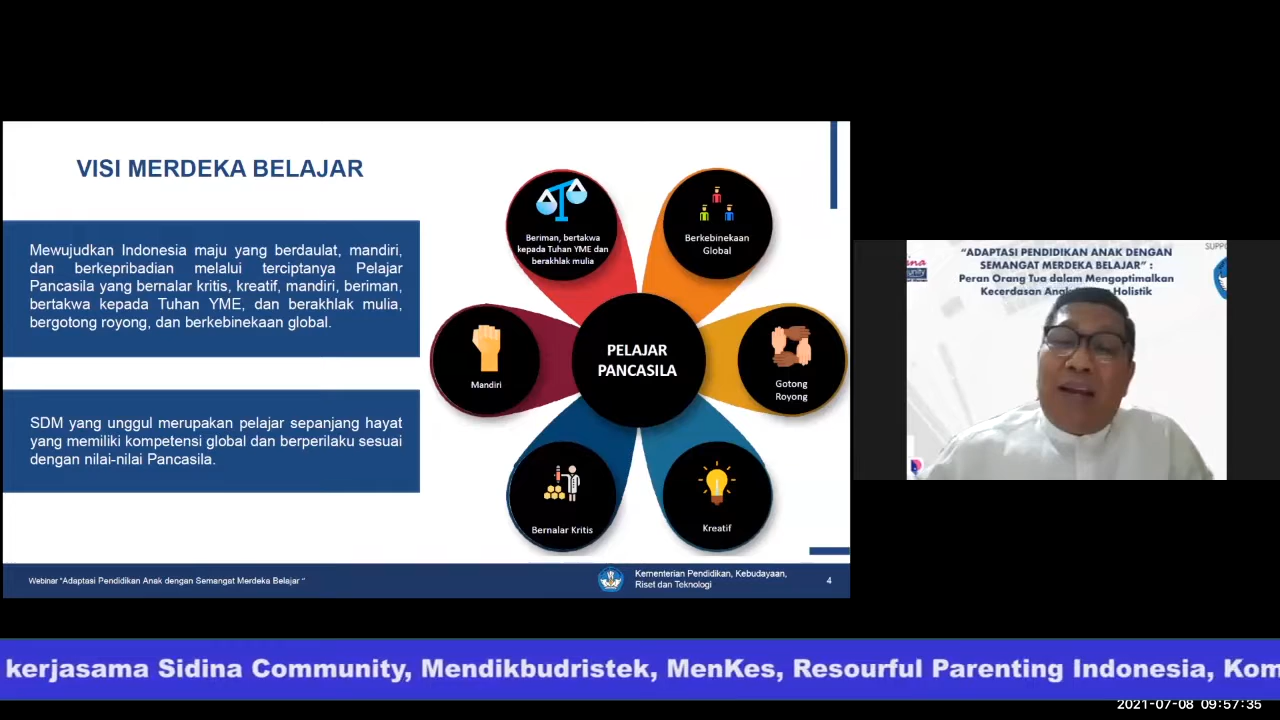 VISI MERDEKA BELAJAR
Mewujudkan Indonesia maju yang berdaulat, mandiri,
dan berkepribadian melalui terciptanya Pelajar
Pancasila yang bernalar kritis, kreatif, mandiri, beriman,
bertakwa kepada Tuhan YME, dan berakhlak mulia,
bergotong royong, dan berkebinekaan global.
SDM yang unggul merupakan pelajar sepanjang hayat
yang memiliki kompetensi global dan berperilaku sesuai
dengan nilai-nilai Pancasila.
Beriman, bertakwa
kepada Tuhan YME dan
berakhlak mulia
Berkebinekaan
Global
Mandiri
PELAJAR
PANCASILA
Gotong
Royong
Bernalar Kritis
Kreatif
Webinar "Adaptasi Pendidikan Anak dengan Semangat Merdeka Belajar "
Kementerian Pendidikan, Kebudayaan,
Riset dan Teknologi
4
"ADAPTASI PENDIDIKAN ANAK DENGAN
SEMANGAT MERDEKA BELAJAR" :
Peran Orang Tua dalam Mengoptimalkan
Kecerdasan Anak Holistik
kerjasama Sidina Community, Mendikbudristek, MenKes, Resourful Parenting Indonesia, Kom
2021-07-08 09:57:35